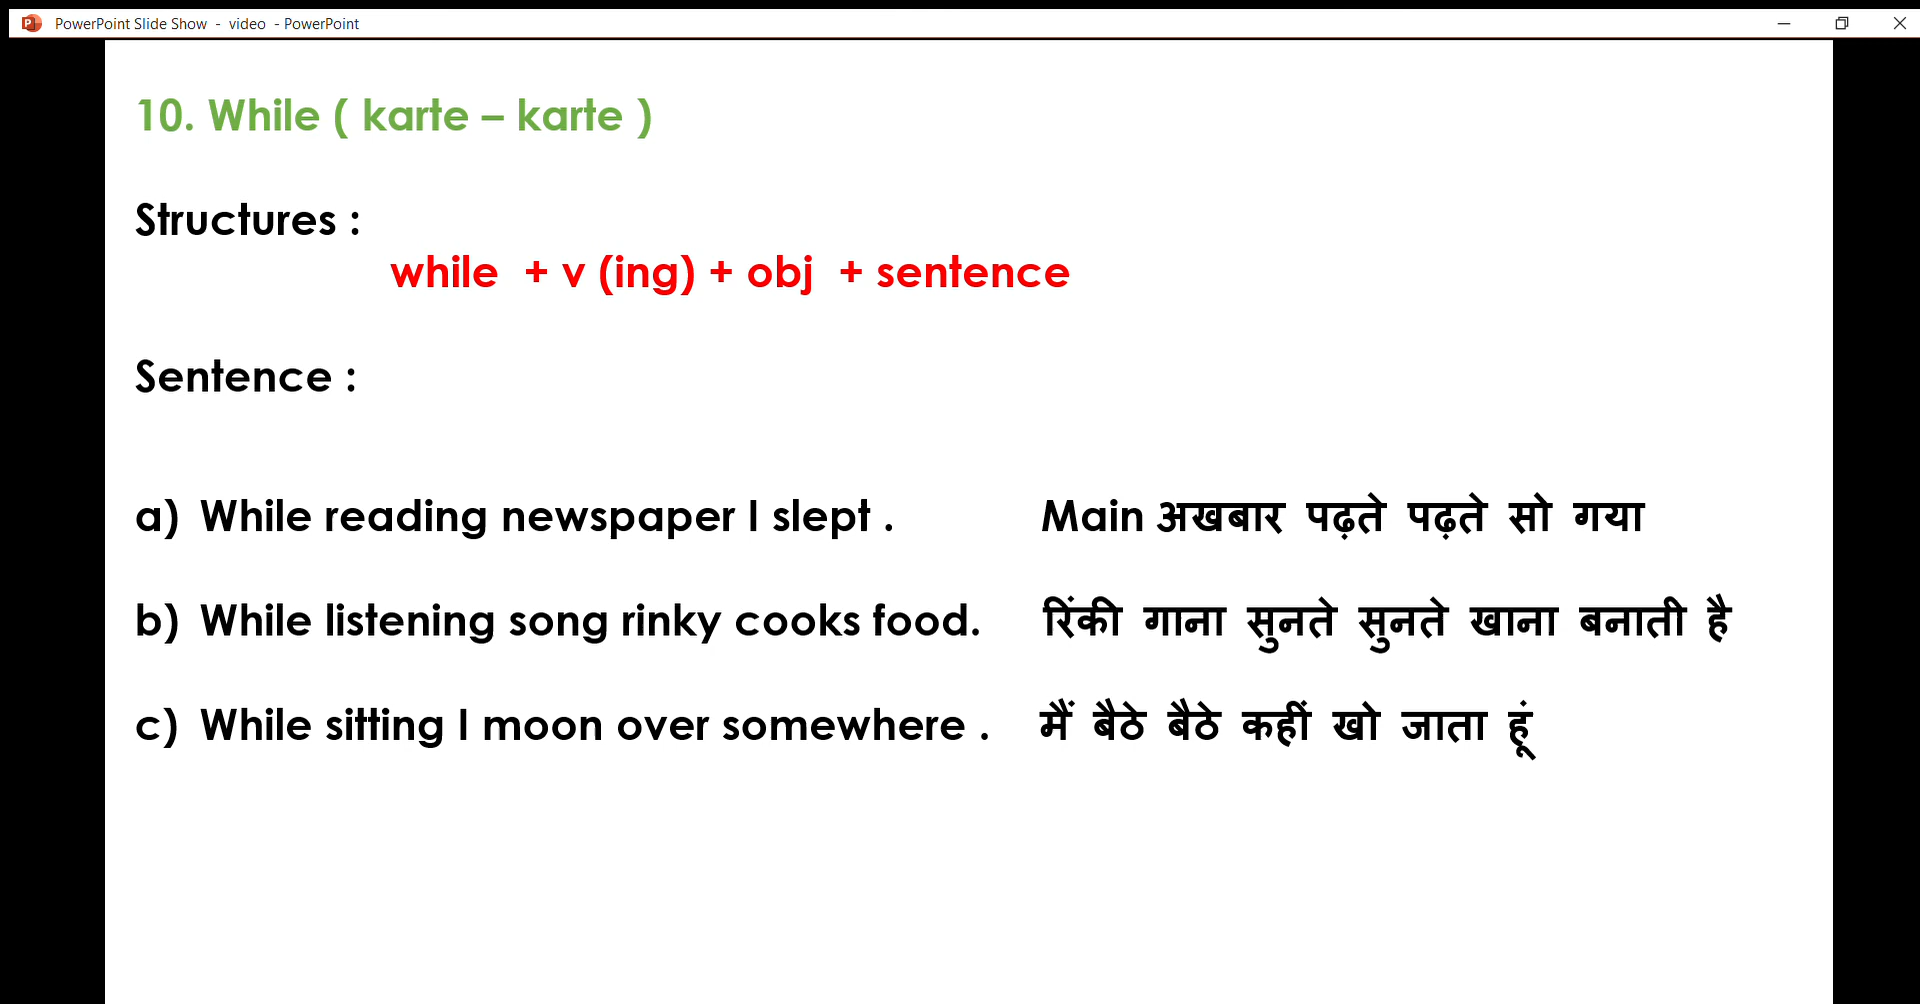 PowerPoint Slide Show - video - PowerPoint
10. While ( karte – karte )
Structures :
while + v (ing) + obj + sentence
Sentence :
a) While reading newspaper I slept . Main अखबार पढ़ते पढ़ते सो गया
b) While listening song rinky cooks food. रिंकी गाना सुनते सुनते खाना बनाती है
c) While sitting I moon over somewhere . मैं बैठे बैठे कहीं खो जाता हूं